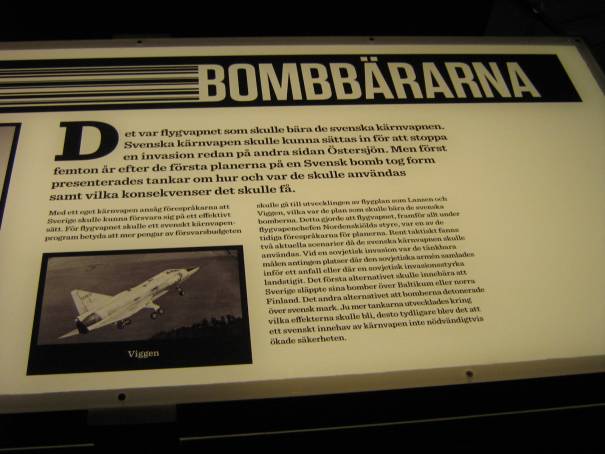 BOMBBÄRARNA
Det var flygvapnet som skulle bära de svenska kärnvapnen.
Svenska kärnvapen skulle kunna sättas in för att stoppa
en invasion redan på andra sidan Östersjön. Men först
femton år efter de första planerna på en Svensk bomb tog form
presenterades tankar om hur och var de skulle användas
samt vilka konsekvenser det skulle få.
Med ett eget kärnvapen ansåg förespråkarna att
Sverige skulle kunna försvara sig på ett effektivt
sätt. För flygvapnet skulle ett svenskt kärnvapen-
program betyda att mer pengar av försvarsbudgeten
Viggen
skulle gå till utvecklingen av flygplan som Lansen och
Viggen, vilka var de plan som skulle bära de svenska
bomberna. Detta gjorde att flygvapnet, framför allt under
flygvapenchefen Nordenskiölds styre, var en av de
tidiga förespråkarna för planerna. Rent taktiskt fanns
två aktuella scenarier då de svenska kärnvapnen skulle
användas. Vid en sovjetisk invasion var de tänkbara
målen antingen platser där den sovjetiska armén samlades
inför ett anfall eller där en sovjetisk invasionsstyrka
landstigit. Det första alternativet skulle innebära att
Sverige släppte sina bomber över Baltikum eller norra
Finland. Det andra alternativet att bomberna detonerade
över svensk mark. Ju mer tankarna utvecklades kring
vilka effekterna skulle bli, desto tydligare blev det att
ett svenskt innehav av kärnvapen inte nödvändigtvis
ökade säkerheten.